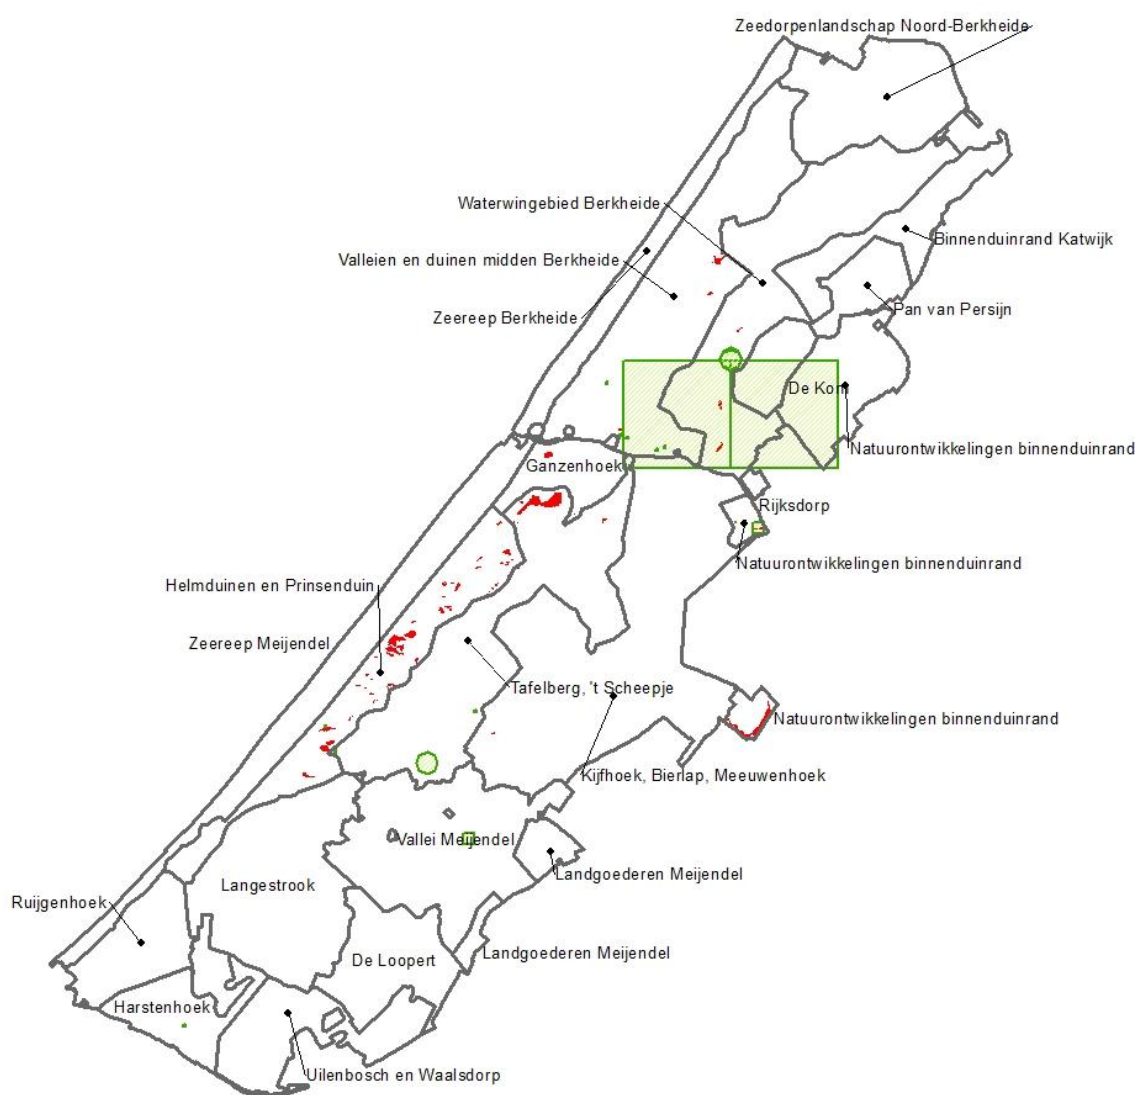 Zeedorpenlandschap Noord-Berkheide
Waterwingebied Berkheide
Binnenduinrand Katwijk
Valleien en duinen midden Berkheide
Pan van Persijn
Zeereep Berkheide
De Kom
Natuurontwikkelingen binnenduinrand
Ganzenhoek
Rijksdorp
Natuurontwikkelingen binnenduinrand
Helmduinen en Prinsenduin
Zeereep Meijendel
Tafelberg, 't Scheepje
Natuurontwikkelingen binnenduinrand
Kijfhoek, Bierlap, Meeuwenhoek
Vallei Meijendel
Landgoederen Meijendel
Langestrook
Ruijgenhoek
Landgoederen Meijendel
De Loopert
Harstenhoek
Uilenbosch en Waalsdorp